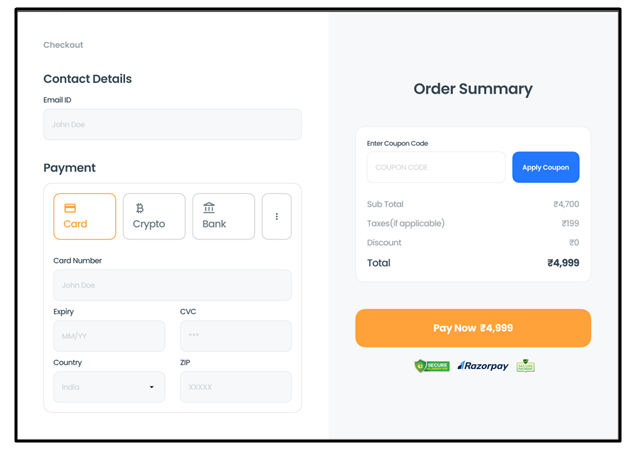 Checkout
Contact Details
Email ID
John Doe
Payment
Card
Crypto
Bank
Card Number
John Doe
Expiry
CVC
MM/YY
***
Country
ZIP
India
XXXXX
Order Summary
Enter Coupon Code
COUPON CODE
Apply Coupon
Sub Total ₹4,700
Taxes(if applicable) ₹199
Discount ₹0
Total ₹4,999
Pay Now ₹4,999
SECURE
Razorpay
SECURE